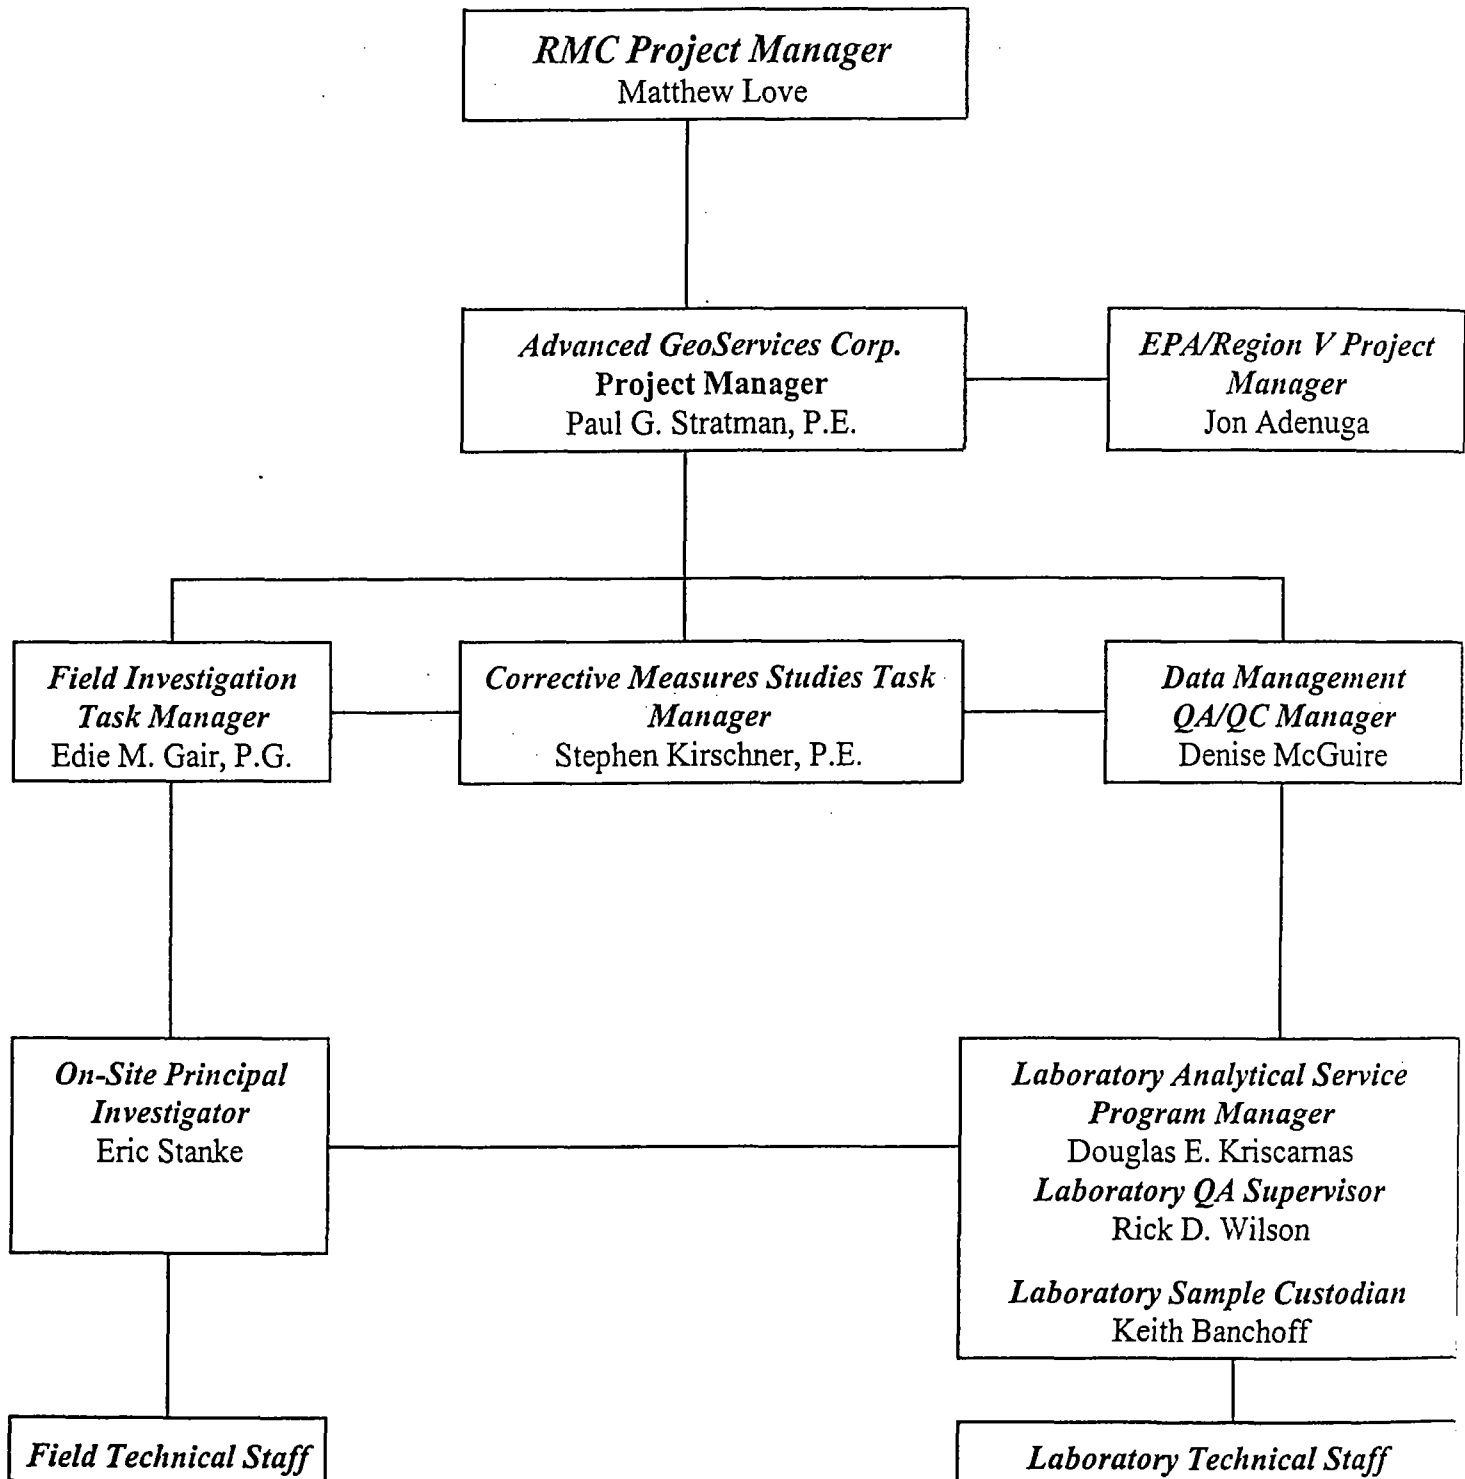 RMC Project Manager
Matthew Love
Advanced GeoServices Corp.
Project Manager
Paul G. Stratman, P.E.
EPA/Region V Project
Manager
Jon Adenuga
Field Investigation
Task Manager
Edie M. Gair, P.G.
Corrective Measures Studies Task
Manager
Stephen Kirschner, P.E.
Data Management
QA/QC Manager
Denise McGuire
On-Site Principal
Investigator
Eric Stanke
Laboratory Analytical Service
Program Manager
Douglas E. Kriscarnas
Laboratory QA Supervisor
Rick D. Wilson
Laboratory Sample Custodian
Keith Banchoff
Field Technical Staff
Laboratory Technical Staff